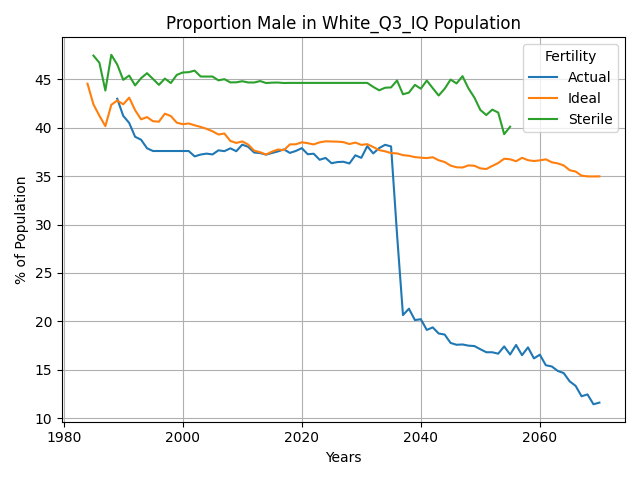 Proportion Male in White_Q3_IQ Population
Fertility
Actual
Ideal
Sterile
% of Population
45
40
35
30
25
20
15
10
1980
2000
2020
2040
2060
Years